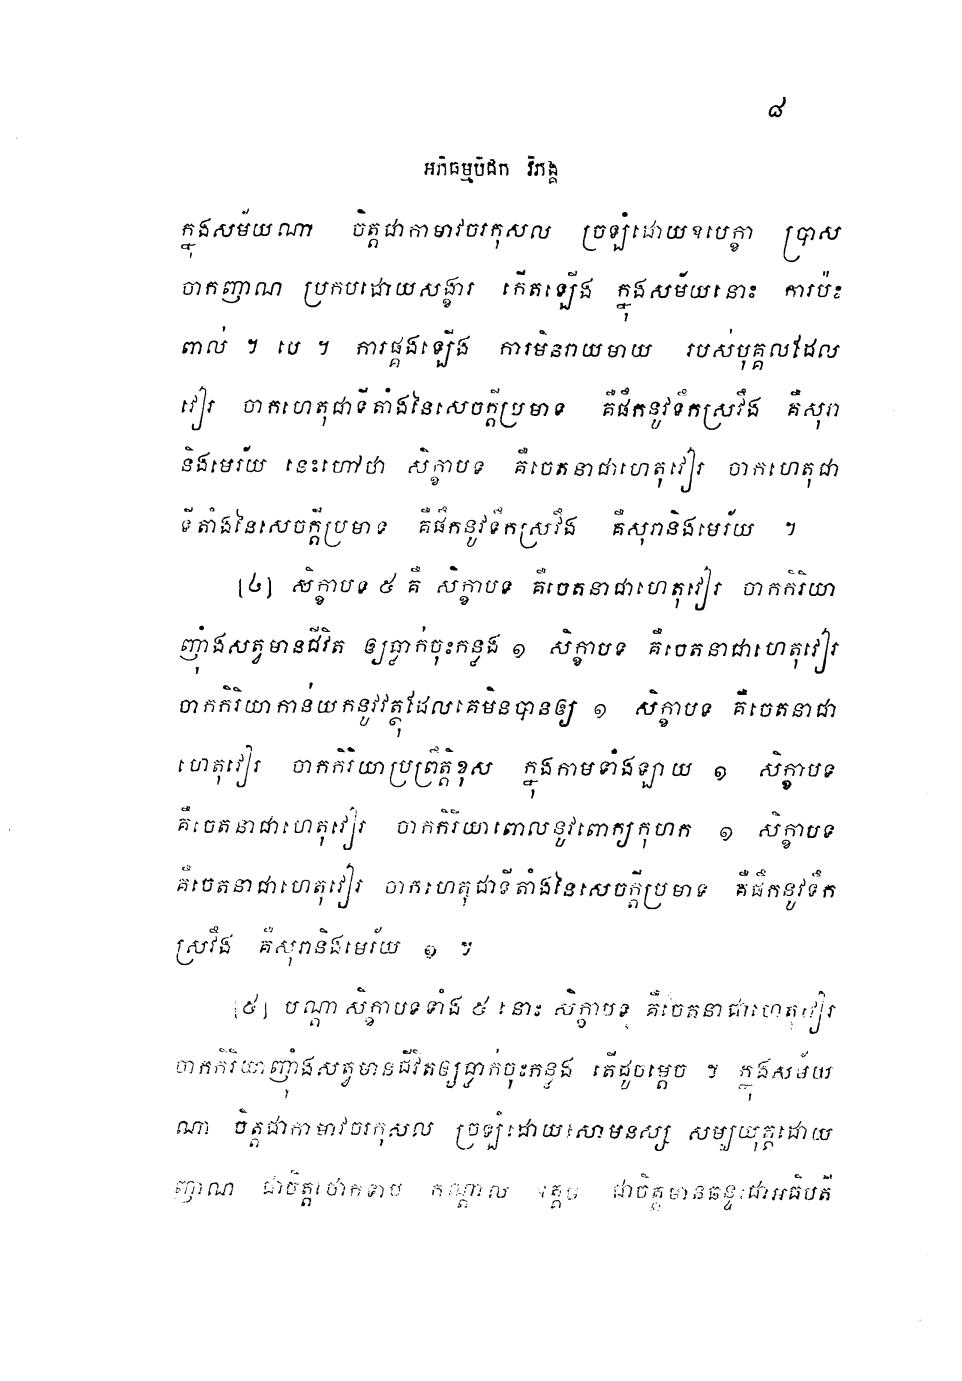 ៨
អភិធម្មបិដក វិភង្គ
ក្នុងសម័យណា ចិត្តជាកាមាវចរកុសល ច្រឡំដោយឧបេក្ខា ប្រាស
ចាកញាណ ប្រកបដោយសង្ខារ កើតឡើង ក្នុងសម័យនោះ ការប៉ះ
ពាល់ ។ បេ ។ ការផ្គងឡើង ការមិនរាយមាយ របស់បុគ្គលដែល
វៀរ ចាកហេតុជាទីតាំងនៃសេចក្តីប្រមាទ គឺផឹកនូវទឹកស្រវឹង គឺសុរា
និងមេរ័យ នេះហៅថា សិក្ខាបទ គឺចេតនាជាហេតុវៀរ ចាកហេតុជា
ទីតាំងនៃសេចក្តីប្រមាទ គឺផឹកនូវទឹកស្រវឹង គឺសុរានិងមេរ័យ ។
[៤] សិក្ខាបទ ៥ គឺ សិក្ខាបទ គឺចេតនាជាហេតុវៀរ ចាកកិរិយា
ញុំាងសត្វមានជីវិត ឲ្យធ្លាក់ចុះកន្លង ១ សិក្ខាបទ គឺចេតនាជាហេតុវៀរ
ចាកកិរិយាកាន់យកនូវវត្ថុដែលគេមិនបានឲ្យ ១ សិក្ខាបទ គឺចេតនាជា
ហេតុវៀរ ចាកកិរិយាប្រព្រឹត្តិខុស ក្នុងកាមទាំងឡាយ ១ សិក្ខាបទ
គឺចេតនាជាហេតុវៀរ ចាកកិរិយាពោលនូវពាក្យកុហក ១ សិក្ខាបទ
គឺចេតនាជាហេតុវៀរ ចាកហេតុជាទីតាំងនៃសេចក្តីប្រមាទ គឺផឹកនូវទឹក
ស្រវឹង គឺសុរានិងមេរ័យ ១ ។
[៥] បណ្តាសិក្ខាបទទាំង ៥ នោះ សិក្ខាបទ គឺចេតនាជាហេតុវៀរ
ចាកកិរិយាញុំាងសត្វមានជីវិតឲ្យធ្លាក់ចុះកន្លង តើដូចម្តេច ។ ក្នុងសម័យ
ណា ចិត្តជាកាមាវចរកុសល ច្រឡំដោយសោមនស្ស សម្បយុត្តដោយ
ញាណ ជាចិត្តថោកទាប កណ្តាល ឧត្តម ជាចិត្តមានឆន្ទៈជាអធិបតី